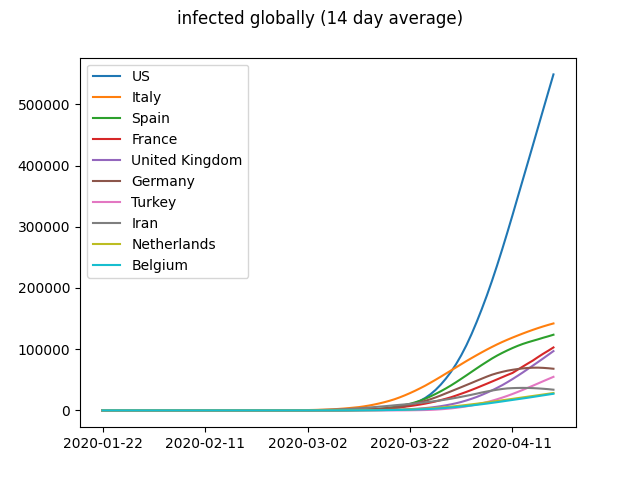 infected globally (14 day average)
US
Italy
Spain
France
United Kingdom
Germany
Turkey
Iran
Netherlands
Belgium
500000
400000
300000
200000
100000
0
2020-01-22 2020-02-11 2020-03-02 2020-03-22 2020-04-11